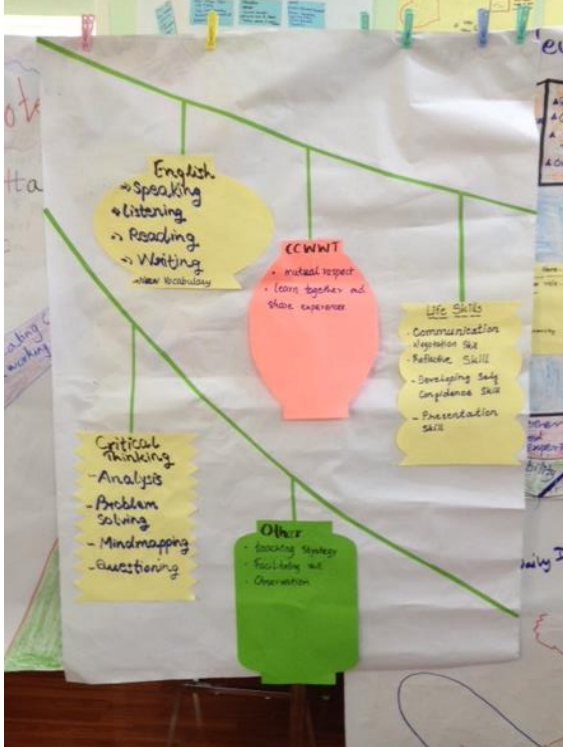 English
Speaking
Listening
Reading
Writing
New Vocabulary
CCWWT
• mutual respect
• learn together and
share experience
Life Skills
- Communication
Negotiation Skill
- Reflective Skill
- Developing Self
Confidence Skill
- Presentation
Skill
Critical
Thinking
- Analysis
- Problem
Solving
- Mindmapping
- Questioning
Other
• teaching strategy
• Facilitating skill
• Observation